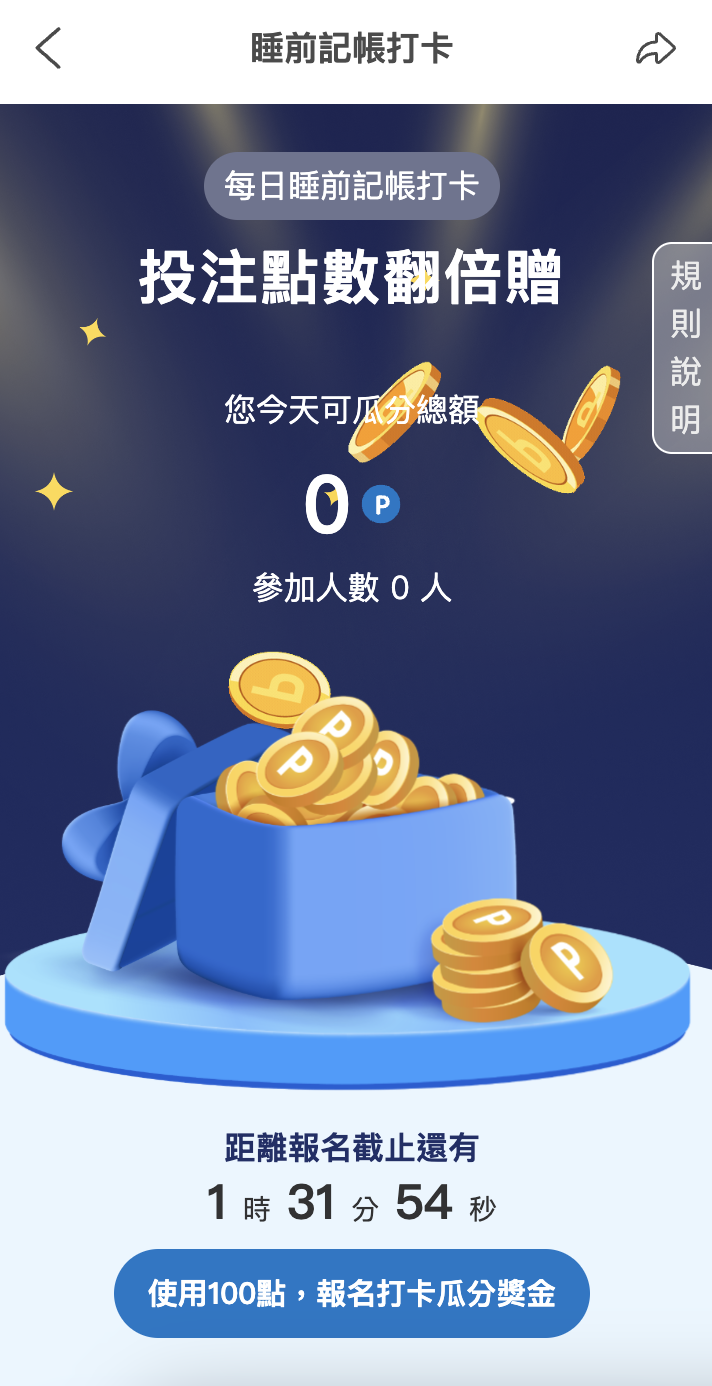 睡前記帳打卡
每日睡前記帳打卡
投注點數翻倍贈
規則說明
您今天可瓜分總額
0 P
參加人數 0 人
P
P
P
P
P
距離報名截止還有
1 時 31 分 54 秒
使用100點，報名打卡瓜分獎金